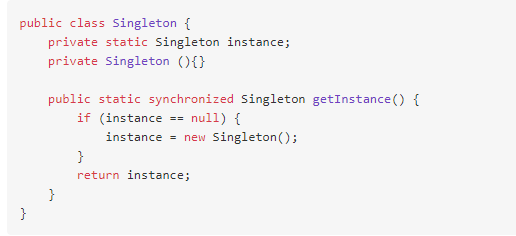 public class Singleton {
    private static Singleton instance;
    private Singleton (){}
    public static synchronized Singleton getInstance() {
        if (instance == null) {
            instance = new Singleton();
        }
        return instance;
    }
}